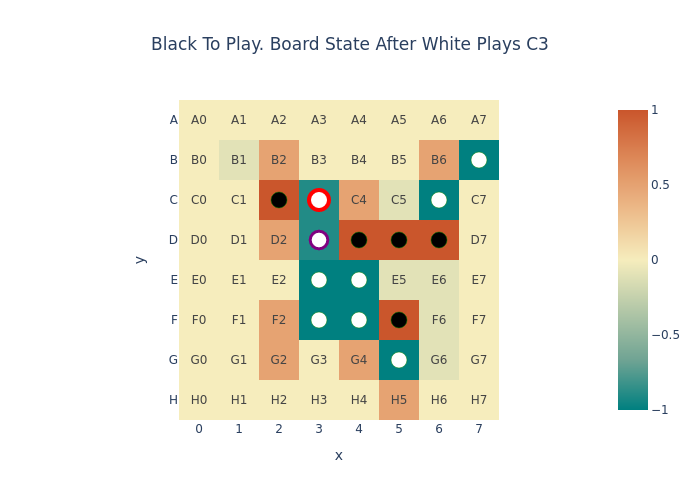 Black To Play. Board State After White Plays C3
A A0 A1 A2 A3 A4 A5 A6 A7
B B0 B1 B2 B3 B4 B5 B6
C C0 C1 C4 C5 C7
D D0 D1 D2 D7
E E0 E1 E2 E5 E6 E7
F F0 F1 F2 F6 F7
G G0 G1 G2 G3 G4 G6 G7
H H0 H1 H2 H3 H4 H5 H6 H7
0 1 2 3 4 5 6 7
x
y
1
0.5
0
−0.5
−1